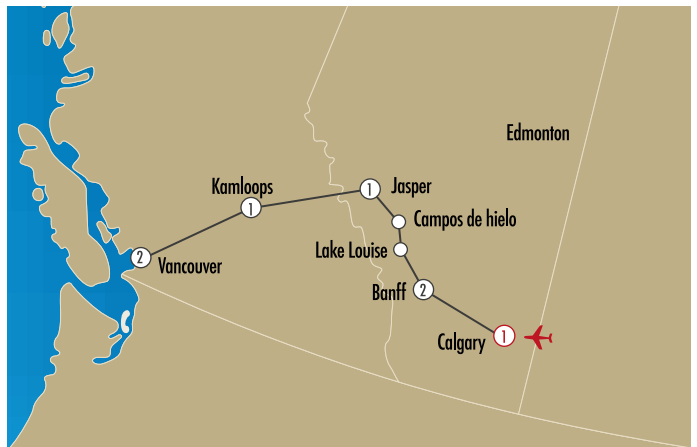 Edmonton
Kamloops
1
1
Jasper
Campos de hielo
2
Vancouver
Lake Louise
Banff
2
Calgary
1